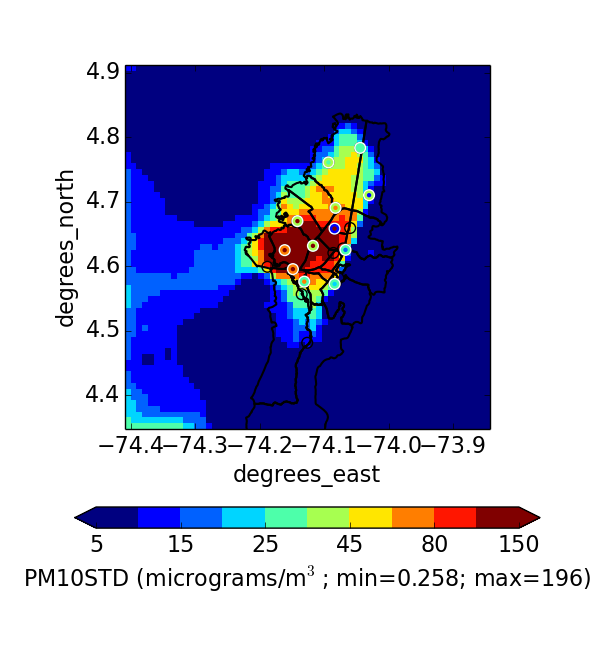 4.9
4.8
4.7
4.6
4.5
4.4
degrees_north
−74.4 −74.3 −74.2 −74.1 −74.0 −73.9
degrees_east
5 15 25 45 80 150
PM10STD (micrograms/m³ ; min=0.258; max=196)